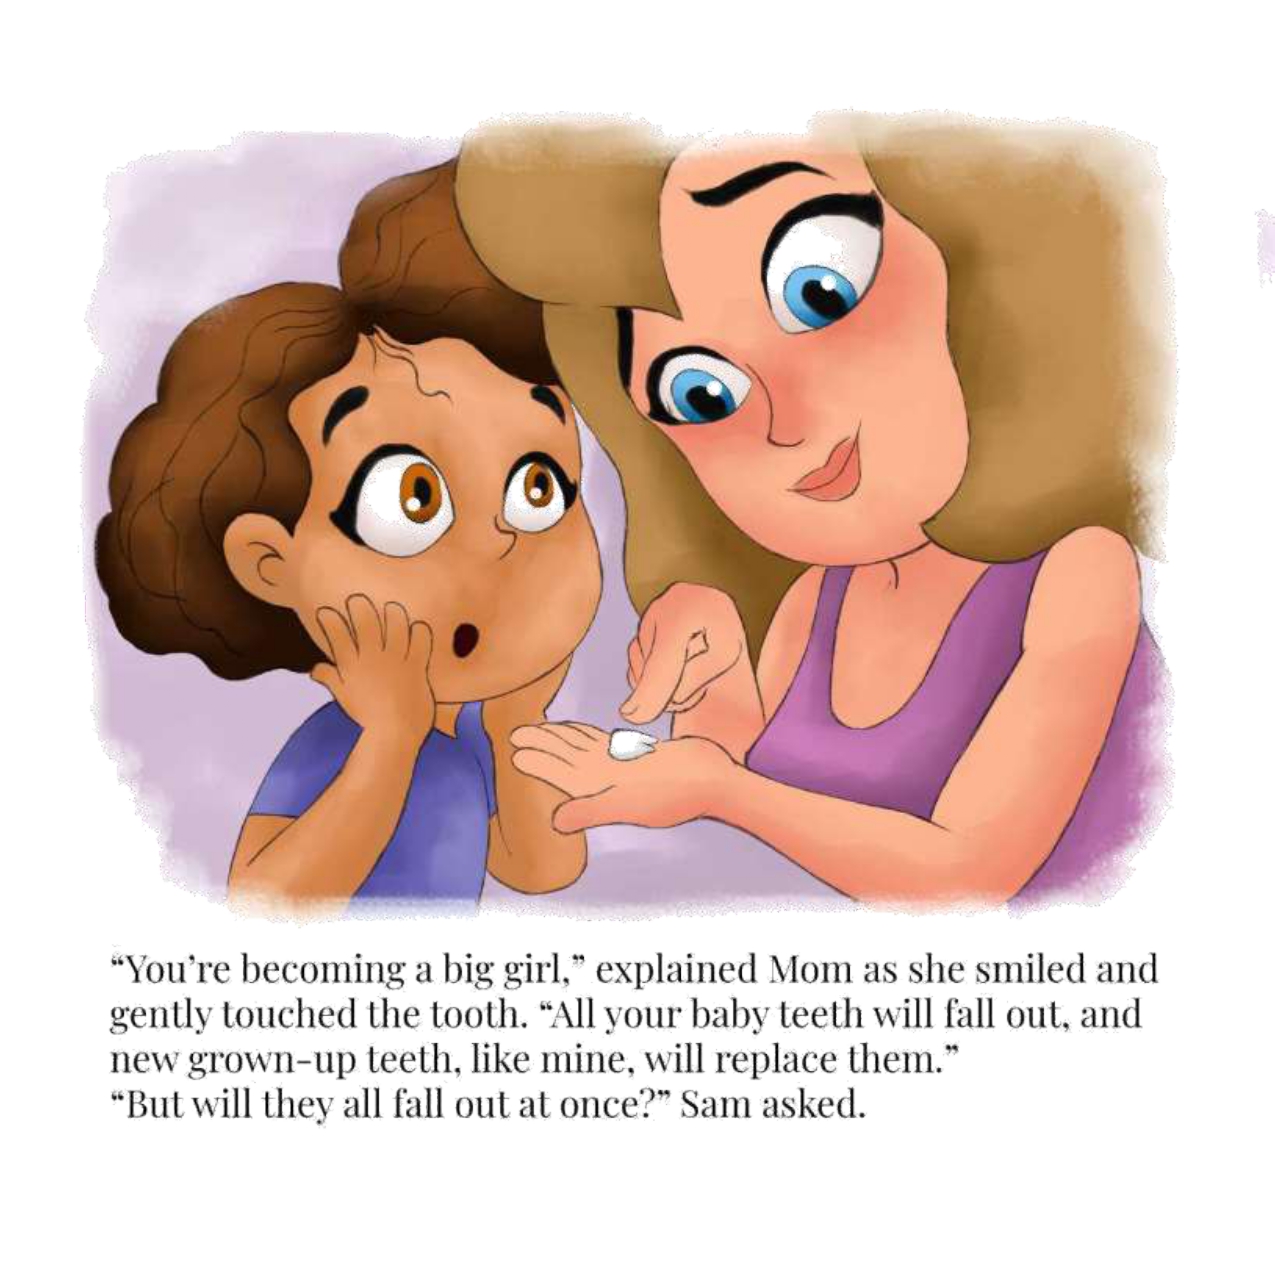 “You’re becoming a big girl,” explained Mom as she smiled and
gently touched the tooth. “All your baby teeth will fall out, and
new grown-up teeth, like mine, will replace them.”
“But will they all fall out at once?” Sam asked.